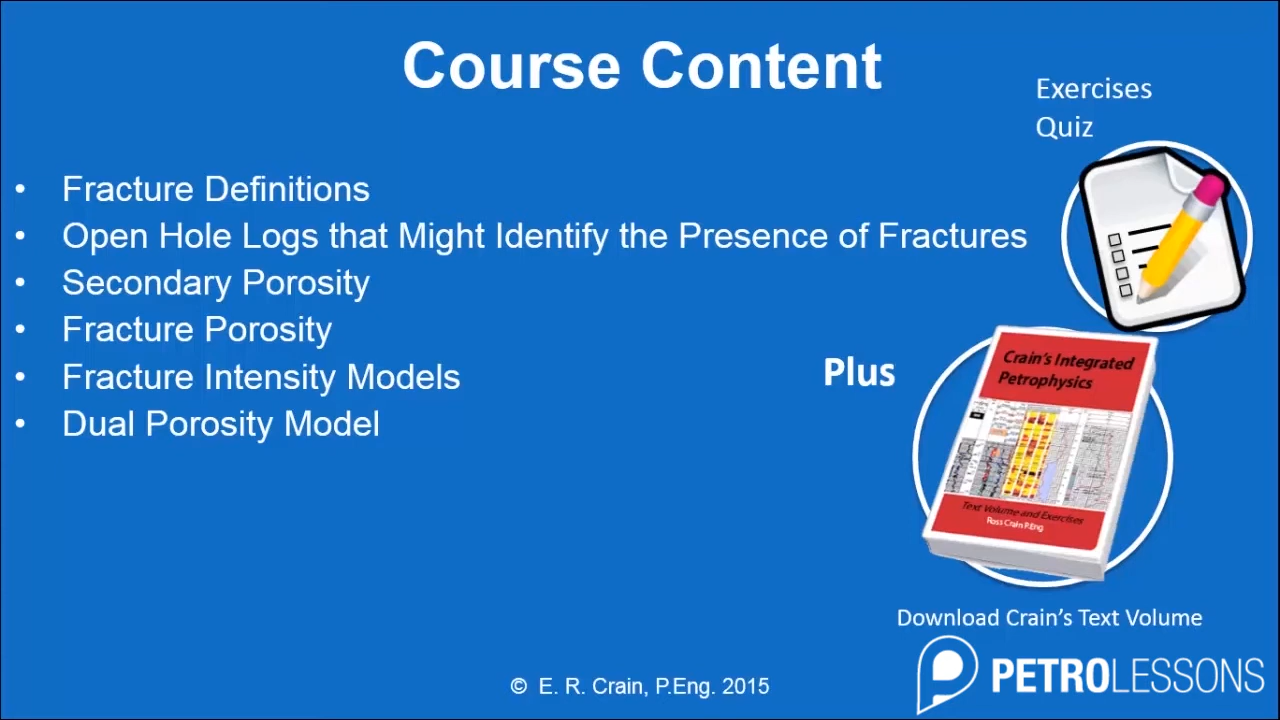 Course Content
Exercises
Quiz
• Fracture Definitions
• Open Hole Logs that Might Identify the Presence of Fractures
• Secondary Porosity
• Fracture Porosity
• Fracture Intensity Models
• Dual Porosity Model
Plus
Crain's Integrated
Petrophysics
Text Volume and Exercises
Ross Crain P.Eng
Download Crain's Text Volume
PETROLESSONS
© E. R. Crain, P.Eng. 2015